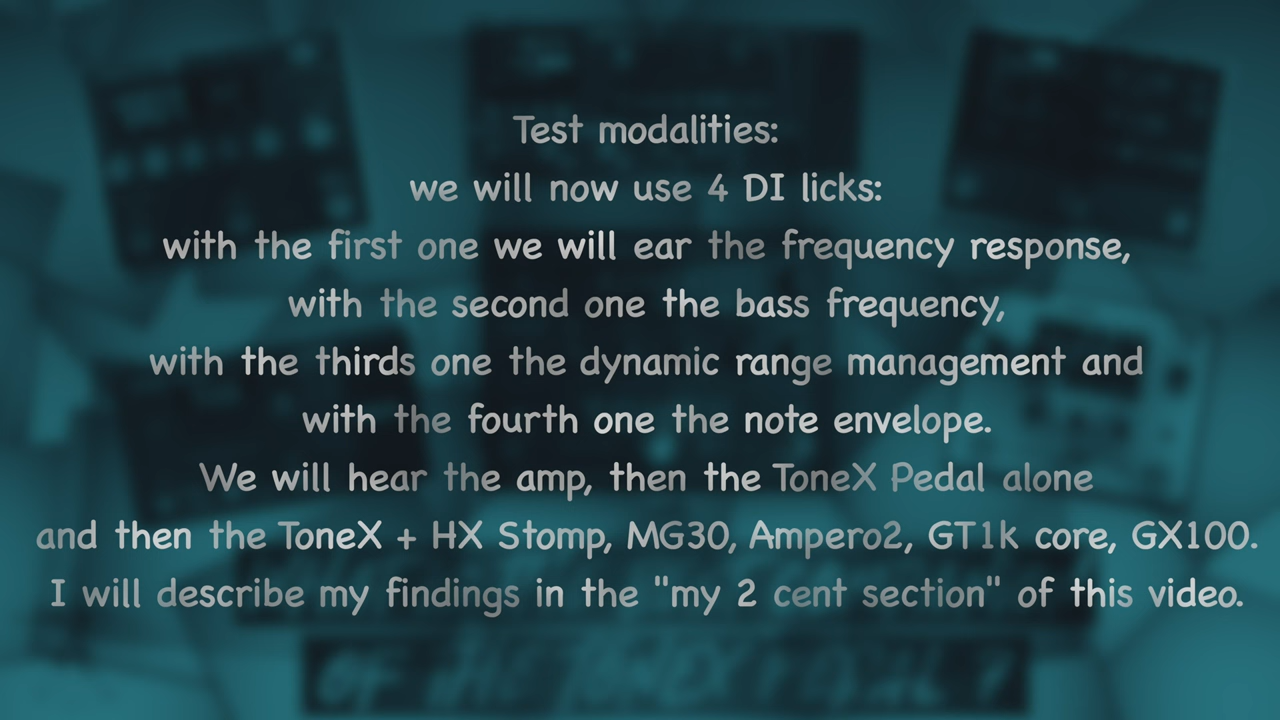 Test modalities:
we will now use 4 DI licks:
with the first one we will ear the frequency response,
with the second one the bass frequency,
with the thirds one the dynamic range management and
with the fourth one the note envelope.
We will hear the amp, then the ToneX Pedal alone
and then the ToneX + HX Stomp, MG30, Ampero2, GT1k core, GX100.
I will describe my findings in the "my 2 cent section" of this video.
OF THE TONEX PEDAL ?